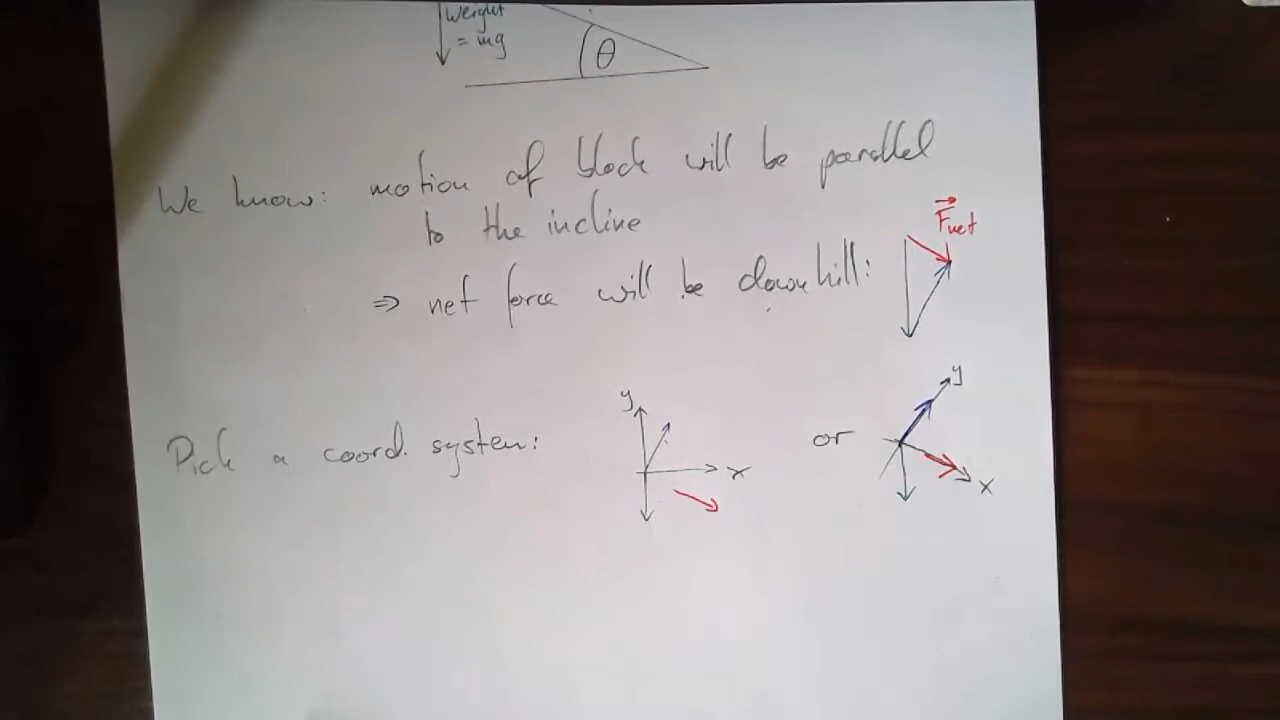 weight
= mg
θ
We know: motion of block will be parallel
to the incline
F⃗net
⇒ net force will be downhill:
y
y
Pick a coord. system:
x
or
x